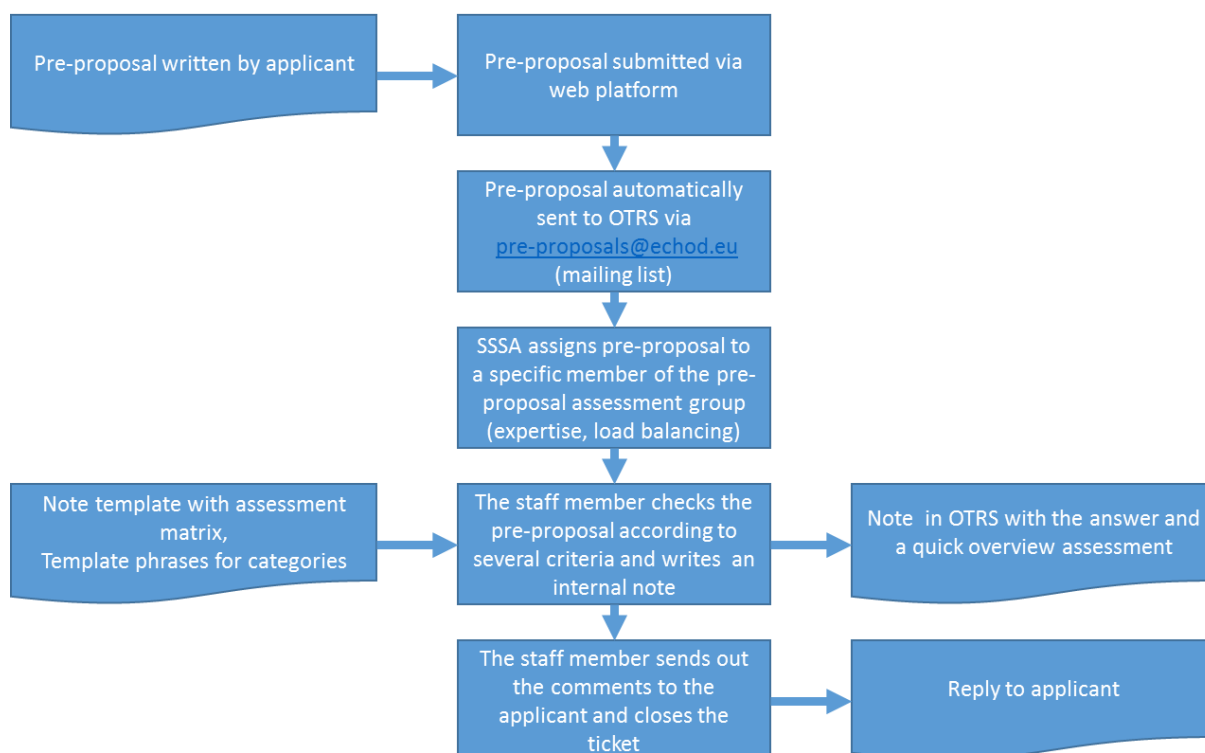 Pre-proposal written by applicant
Pre-proposal submitted via
web platform
Pre-proposal automatically
sent to OTRS via
pre-proposals@echod.eu
(mailing list)
SSSA assigns pre-proposal to
a specific member of the pre-
proposal assessment group
(expertise, load balancing)
Note template with assessment
matrix,
Template phrases for categories
The staff member checks the
pre-proposal according to
several criteria and writes an
internal note
Note in OTRS with the answer and
a quick overview assessment
The staff member sends out
the comments to the
applicant and closes the
ticket
Reply to applicant